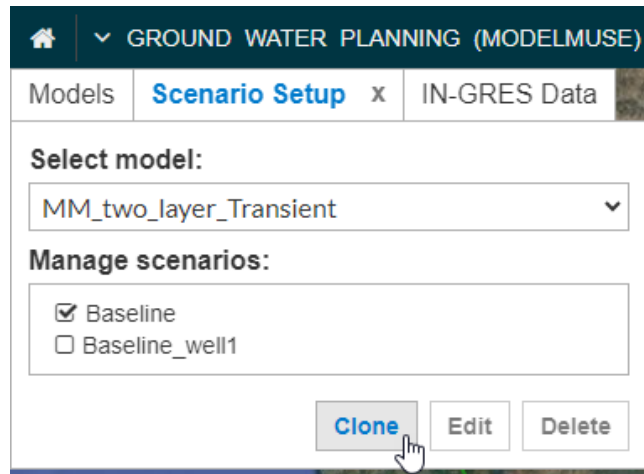 GROUND WATER PLANNING (MODELMUSE)
Models Scenario Setup x IN-GRES Data
Select model:
MM_two_layer_Transient
Manage scenarios:
Baseline
Baseline_well1
Clone Edit Delete